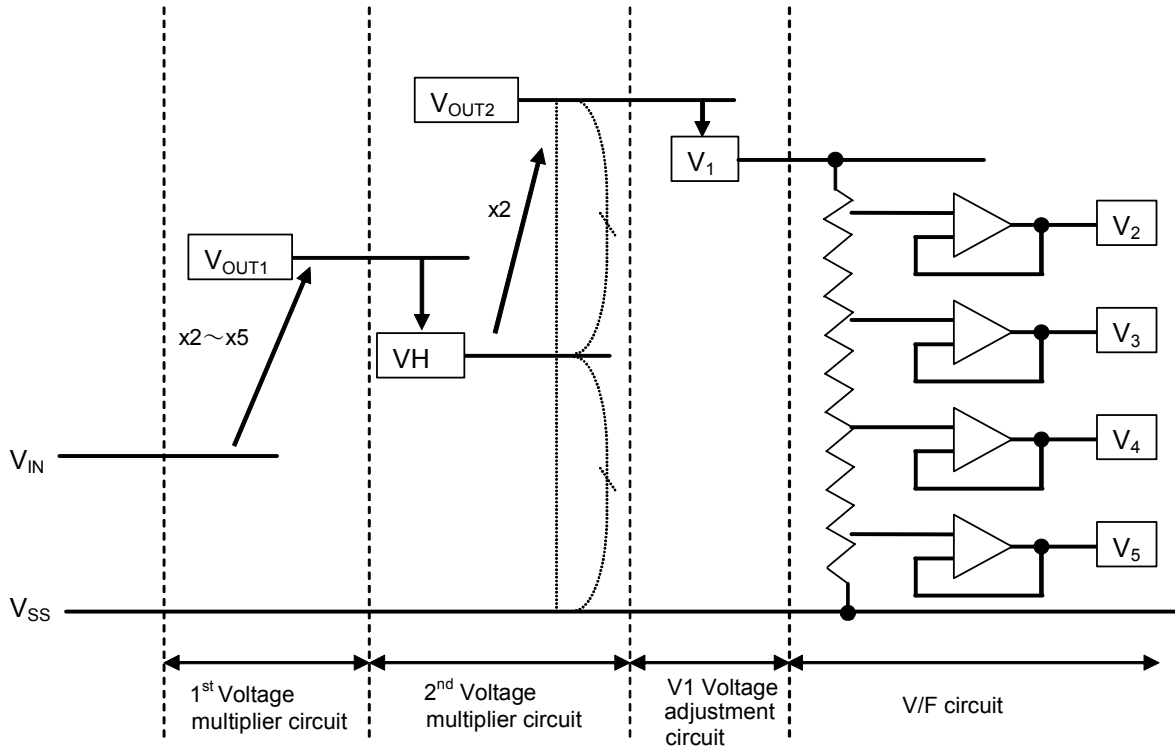 VOUT2
V1
x2
V2
VOUT1
V3
x2～x5
VH
V4
VIN
V5
VSS
1st Voltage
multiplier circuit
2nd Voltage
multiplier circuit
V1 Voltage
adjustment
circuit
V/F circuit